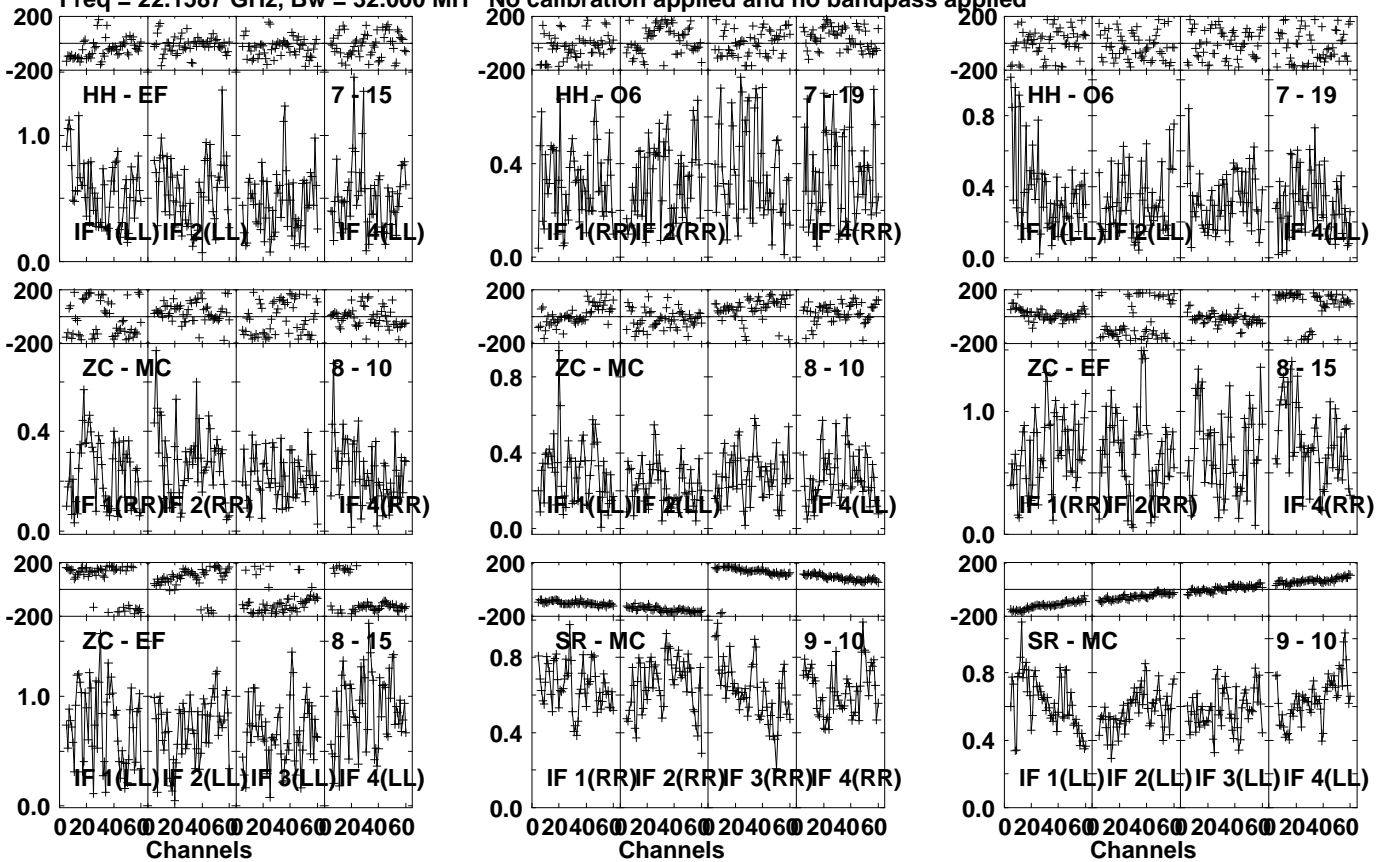 Freq = 22.1587 GHz, Bw = 32.000 MH No calibration applied and no bandpass applied
200 200 200
-200 -200 -200
HH - EF 7 - 15 HH - O6 7 - 19 HH - O6 7 - 19
1.0 0.4 0.8
0.4
IF 1(LL) IF 2(LL) IF 4(LL) IF 1(RR) IF 2(RR) IF 4(RR) IF 1(LL) IF 2(LL) IF 4(LL)
0.0 0.0 0.0
200 200 200
-200 -200 -200
ZC - MC 8 - 10 ZC - MC 8 - 10 ZC - EF 8 - 15
0.4 0.8 1.0
0.4
IF 1(RR) IF 2(RR) IF 4(RR) IF 1(LL) IF 2(LL) IF 4(LL) IF 1(RR) IF 2(RR) IF 4(RR)
0.0 0.0 0.0
200 200 200
-200 -200 -200
ZC - EF 8 - 15 SR - MC 9 - 10 SR - MC 9 - 10
1.0 0.8 0.8
0.4 0.4
IF 1(LL) IF 2(LL) IF 3(LL) IF 4(LL) IF 1(RR) IF 2(RR) IF 3(RR) IF 4(RR) IF 1(LL) IF 2(LL) IF 3(LL) IF 4(LL)
0.0 0.0
0 20 40 60 0 20 40 60 0 20 40 60 0 20 40 60 0 20 40 60 0 20 40 60 0 20 40 60 0 20 40 60 0 20 40 60 0 20 40 60 0 20 40 60 0 20 40 60
Channels Channels Channels